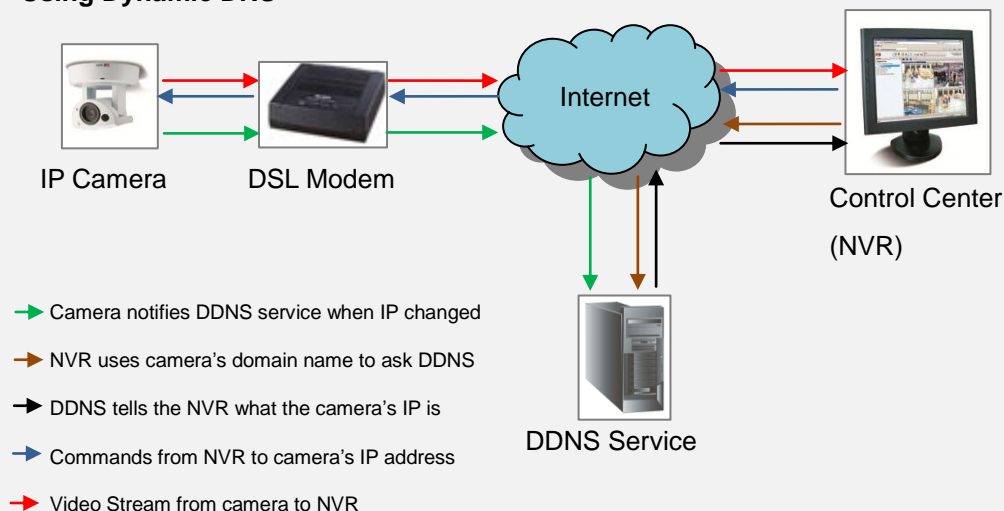 Using Dynamic DNS
Internet
IP Camera
DSL Modem
Control Center
(NVR)
Camera notifies DDNS service when IP changed
NVR uses camera's domain name to ask DDNS
DDNS tells the NVR what the camera's IP is
DDNS Service
Commands from NVR to camera's IP address
Video Stream from camera to NVR